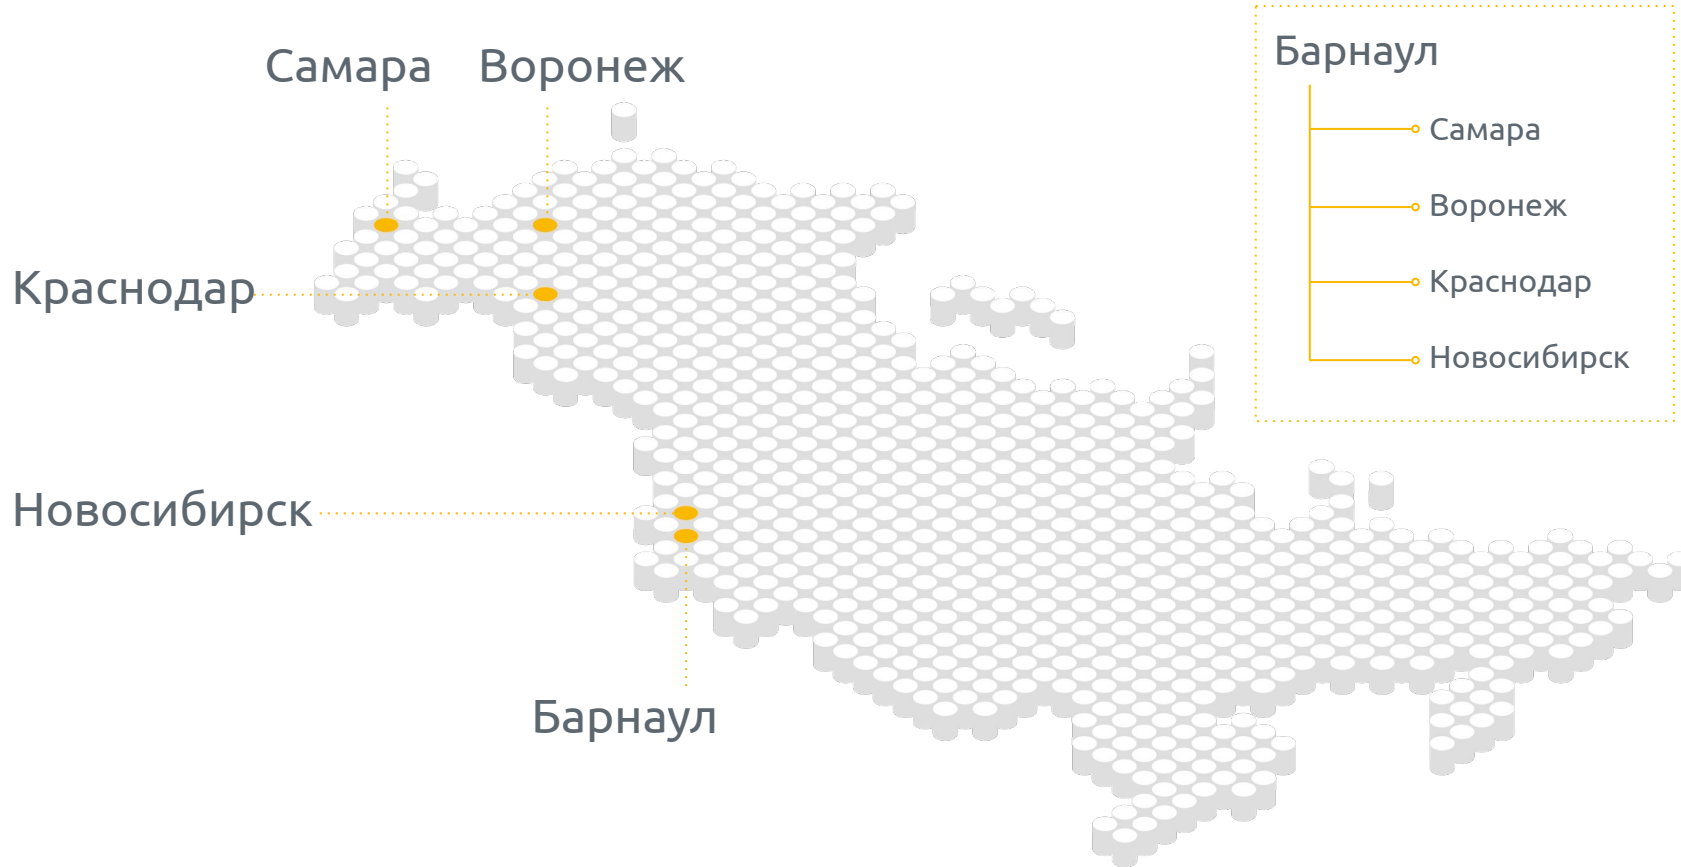 Самара
Воронеж
Краснодар
Новосибирск
Барнаул
Барнаул
Самара
Воронеж
Краснодар
Новосибирск